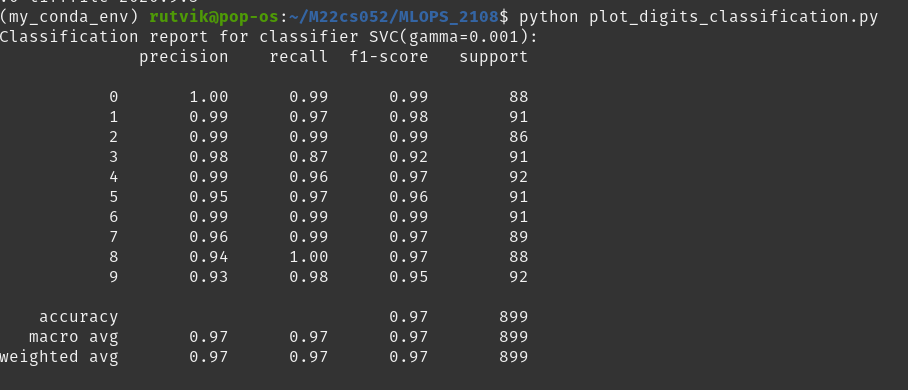 (my_conda_env) rutvik@pop-os:~/M22cs052/MLOPS_2108$ python plot_digits_classification.py
Classification report for classifier SVC(gamma=0.001):
              precision    recall  f1-score   support

           0       1.00      0.99      0.99        88
           1       0.99      0.97      0.98        91
           2       0.99      0.99      0.99        86
           3       0.98      0.87      0.92        91
           4       0.99      0.96      0.97        92
           5       0.95      0.97      0.96        91
           6       0.99      0.99      0.99        91
           7       0.96      0.99      0.97        89
           8       0.94      1.00      0.97        88
           9       0.93      0.98      0.95        92

    accuracy                           0.97       899
   macro avg       0.97      0.97      0.97       899
weighted avg       0.97      0.97      0.97       899